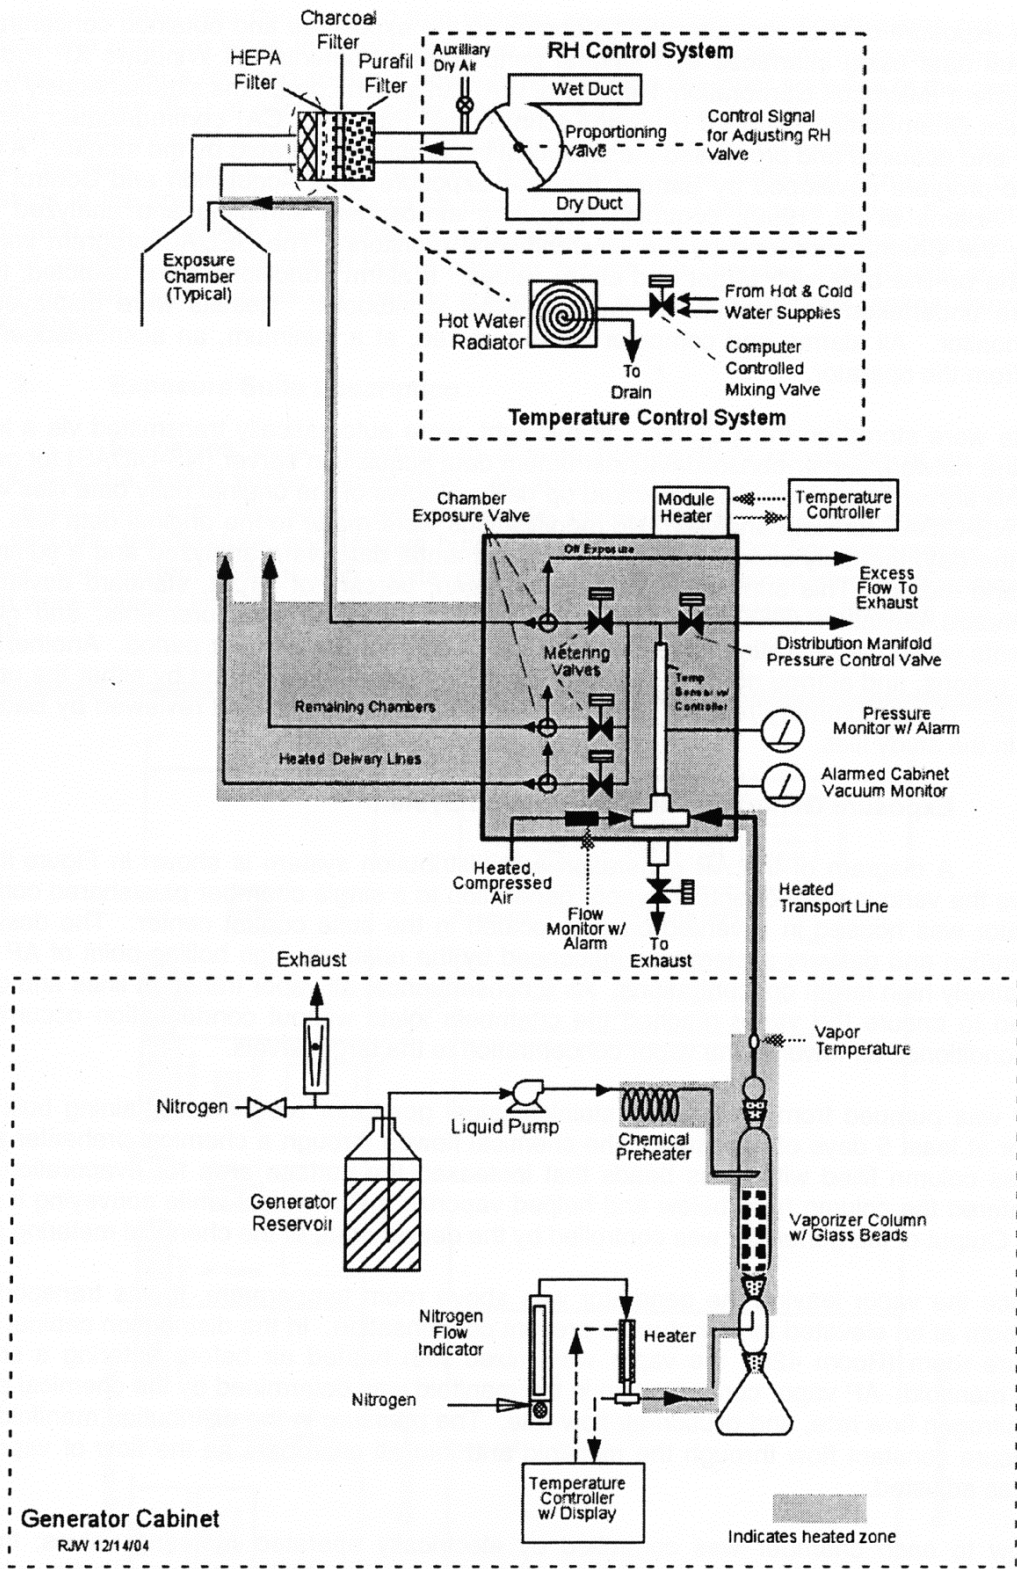 Charcoal
Filter
HEPA
Filter
Purafil
Filter
Auxilliary
Dry Air
RH Control System
Wet Duct
Proportioning
Valve
Control Signal
for Adjusting RH
Valve
Dry Duct
Exposure
Chamber
(Typical)
Hot Water
Radiator
From Hot & Cold
Water Supplies
To
Drain
Computer
Controlled
Mixing Valve
Temperature Control System
Chamber
Exposure Valve
Module
Heater
Temperature
Controller
Off Exposure
Excess
Flow To
Exhaust
Metering
Valves
Distribution Manifold
Pressure Control Valve
Temp
Sensor w/
Controller
Remaining Chambers
Pressure
Monitor w/ Alarm
Heated Delivery Lines
Alarmed Cabinet
Vacuum Monitor
Heated,
Compressed
Air
Flow
Monitor w/
Alarm
To
Exhaust
Heated
Transport Line
Exhaust
Vapor
Temperature
Nitrogen
Liquid Pump
Chemical
Preheater
Generator
Reservoir
Vaporizer Column
w/ Glass Beads
Nitrogen
Flow
Indicator
Heater
Nitrogen
Temperature
Controller
w/ Display
Generator Cabinet
RJW 12/14/04
Indicates heated zone